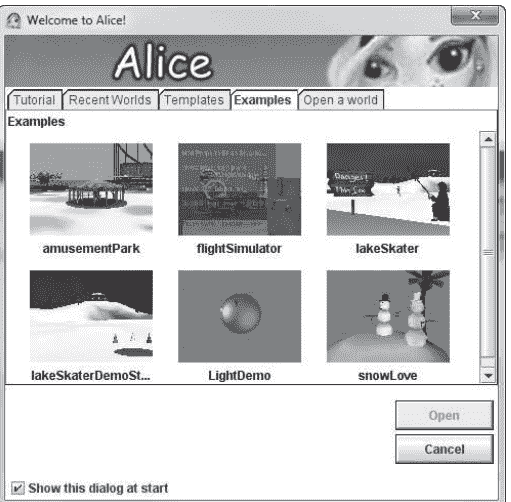 Welcome to Alice!
Alice
Tutorial Recent Worlds Templates Examples Open a world
Examples
amusementPark flightSimulator lakeSkater
lakeSkaterDemoSt... LightDemo snowLove
Open
Cancel
Show this dialog at start